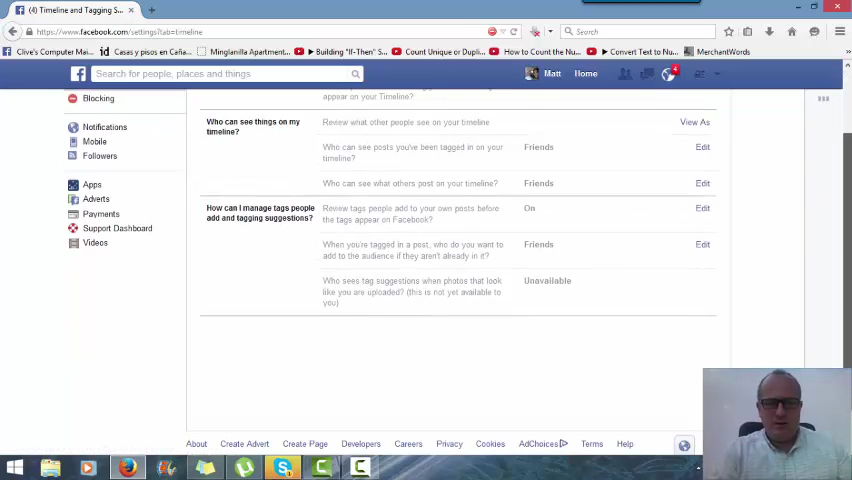 (4) Timeline and Tagging S...
https://www.facebook.com/settings?tab=timeline
Search
Facebook
Clive's Computer Mai...
Casas y pisos en Caña...
Minglanilla Apartment...
Building "If-Then" S...
Count Unique or Dupli...
How to Count the Nu...
Convert Text to Nu...
MerchantWords
Search for people, places and things
Matt
Home
4
Blocking
appear on your Timeline?
Who can see things on my
timeline?
Review what other people see on your timeline
View As
Notifications
Mobile
Followers
Who can see posts you've been tagged in on your
timeline?
Friends
Edit
Who can see what others post on your timeline?
Friends
Edit
Apps
Adverts
Payments
Support Dashboard
Videos
How can I manage tags people
add and tagging suggestions?
Review tags people add to your own posts before
the tags appear on Facebook?
On
Edit
When you're tagged in a post, who do you want to
add to the audience if they aren't already in it?
Friends
Edit
Who sees tag suggestions when photos that look
like you are uploaded? (this is not yet available to
you)
Unavailable
About
Create Advert
Create Page
Developers
Careers
Privacy
Cookies
AdChoices
Terms
Help